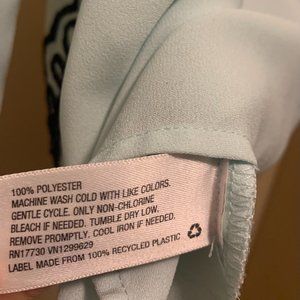 100% POLYESTER
MACHINE WASH COLD WITH LIKE COLORS.
GENTLE CYCLE. ONLY NON-CHLORINE
BLEACH IF NEEDED. TUMBLE DRY LOW.
REMOVE PROMPTLY. COOL IRON IF NEEDED.
RN17730 VN1299629
LABEL MADE FROM 100% RECYCLED PLASTIC